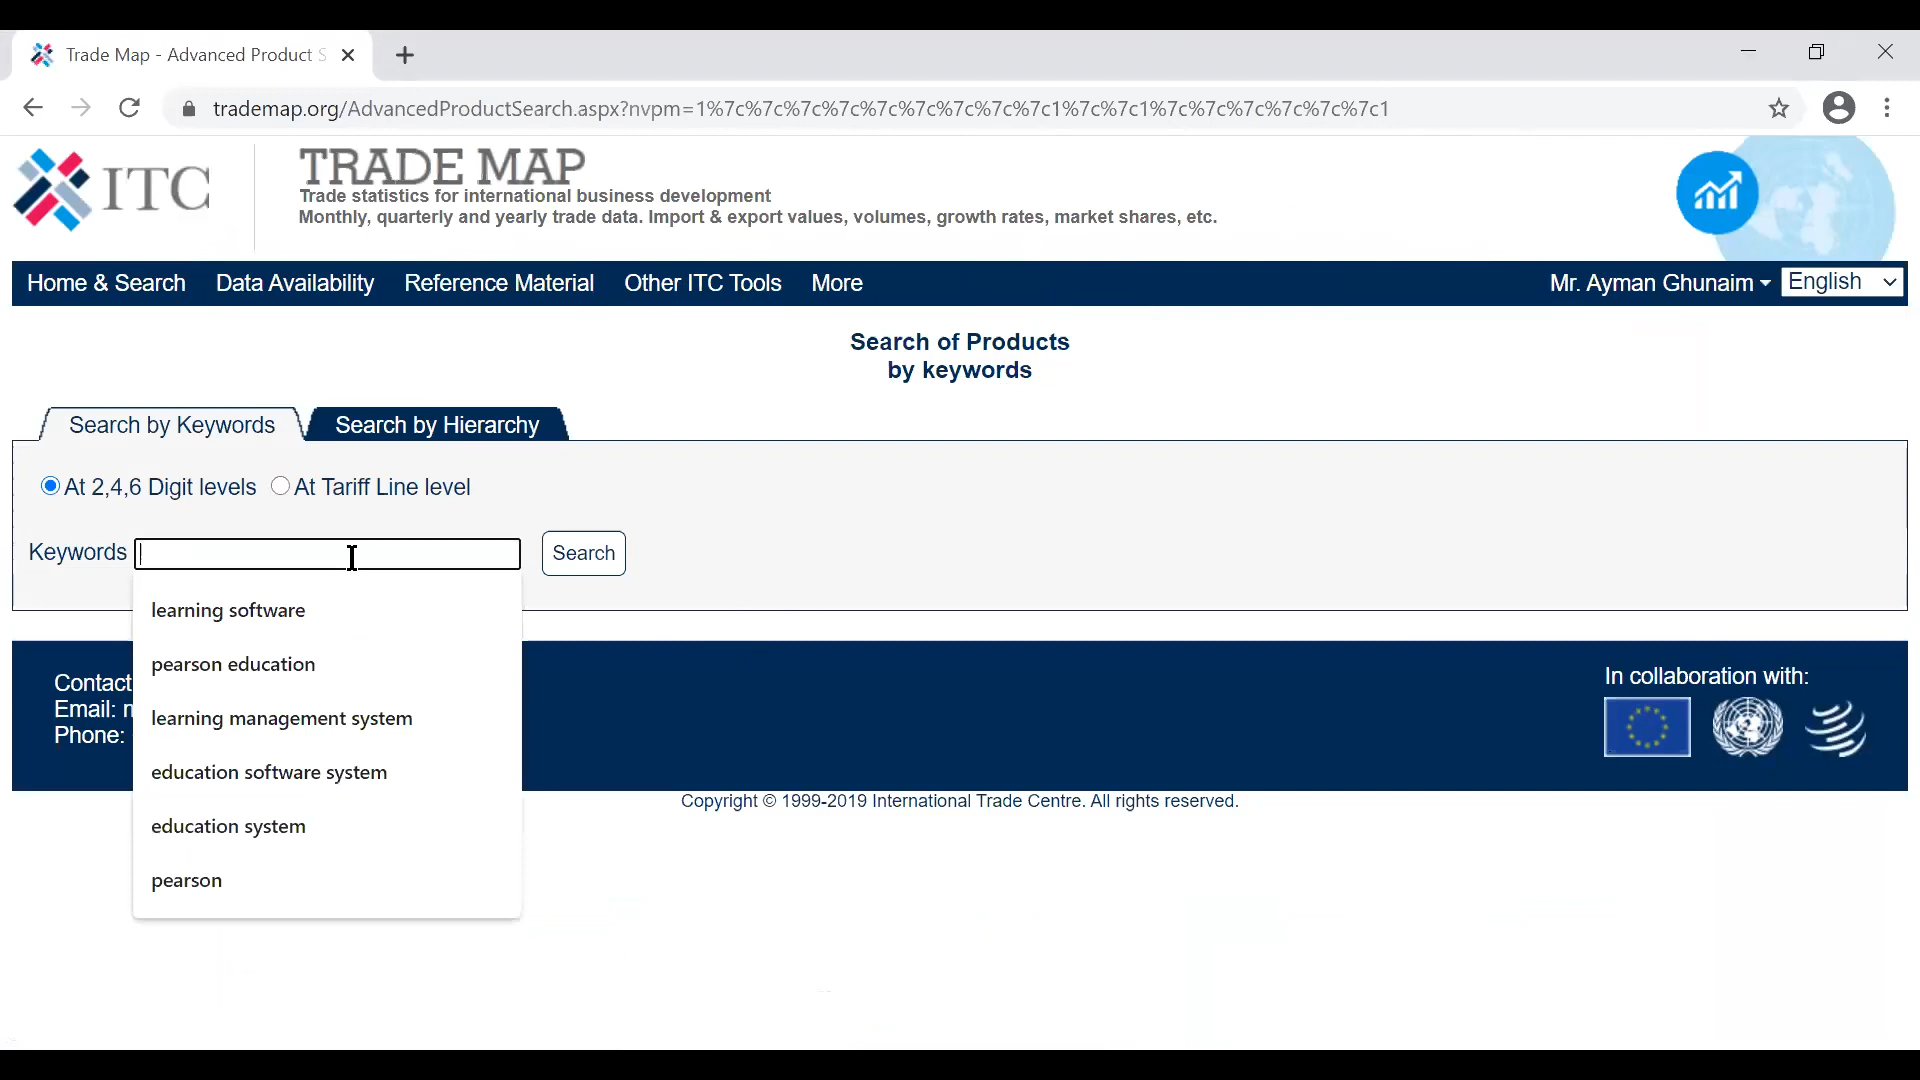 Trade Map - Advanced Product S
trademap.org/AdvancedProductSearch.aspx?nvpm=1%7c%7c%7c%7c%7c%7c%7c%7c%7c1%7c%7c1%7c%7c%7c%7c%7c%7c1
ITC
TRADE MAP
Trade statistics for international business development
Monthly, quarterly and yearly trade data. Import & export values, volumes, growth rates, market shares, etc.
Home & Search Data Availability Reference Material Other ITC Tools More Mr. Ayman Ghunaim English
Search of Products
by keywords
Search by Keywords Search by Hierarchy
At 2,4,6 Digit levels At Tariff Line level
Keywords Search
learning software
pearson education
learning management system
education software system
education system
pearson
Contact
Email:
Phone:
In collaboration with:
Copyright © 1999-2019 International Trade Centre. All rights reserved.